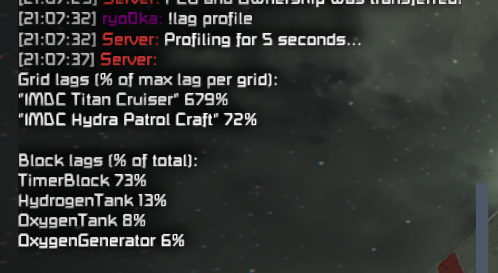 [21:07:32] ryo0ka: !lag profile
[21:07:32] Server: Profiling for 5 seconds...
[21:07:37] Server:
Grid lags (% of max lag per grid):
"IMDC Titan Cruiser" 679%
"IMDC Hydra Patrol Craft" 72%
Block lags (% of total):
TimerBlock 73%
HydrogenTank 13%
OxygenTank 8%
OxygenGenerator 6%